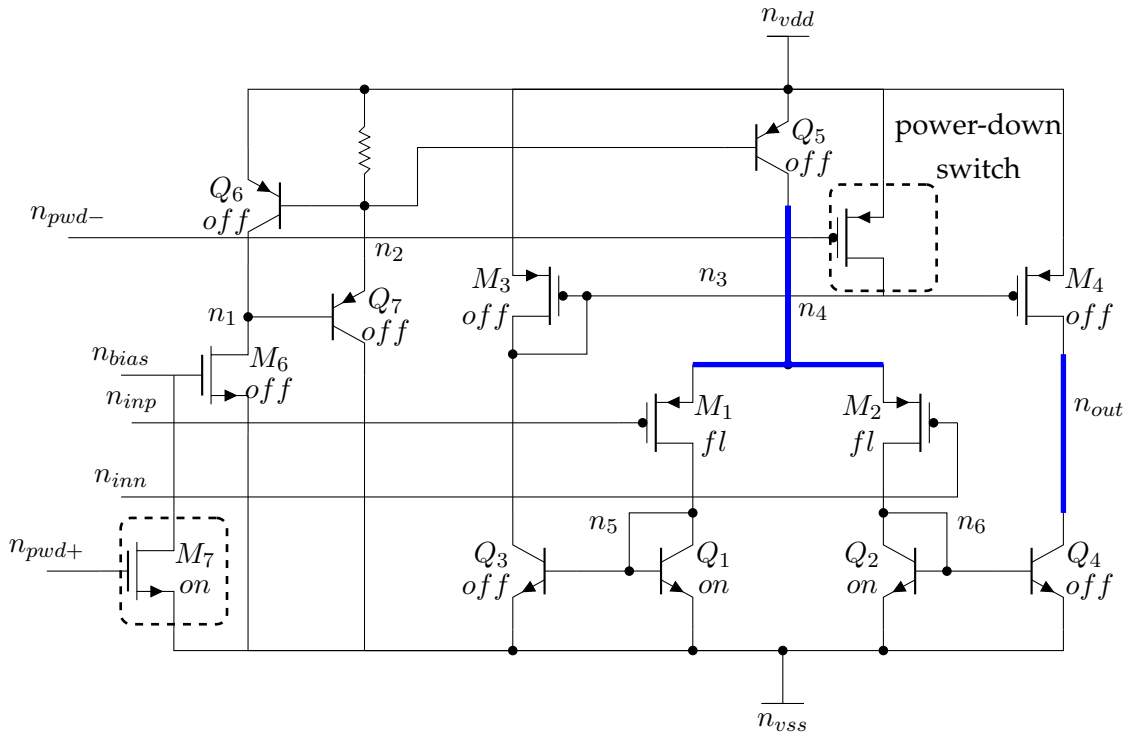 n_vdd
power-down
switch
Q_5
off
Q_6
off
n_pwd−
n_2
M_3
off
n_3
M_4
off
n_4
Q_7
off
n_1
n_bias
M_6
off
n_inp
M_1
fl
M_2
fl
n_out
n_inn
n_5
n_6
n_pwd+
M_7
on
Q_3
off
Q_1
on
Q_2
on
Q_4
off
n_vss